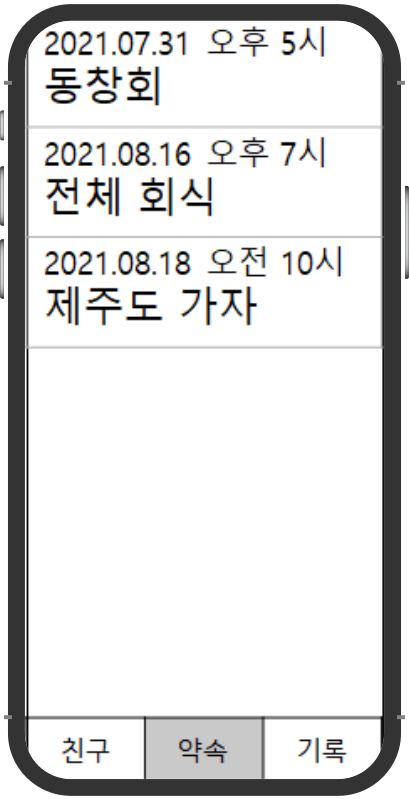 2021.07.31 오후 5시
동창회
2021.08.16 오후 7시
전체 회식
2021.08.18 오전 10시
제주도 가자
친구 약속 기록